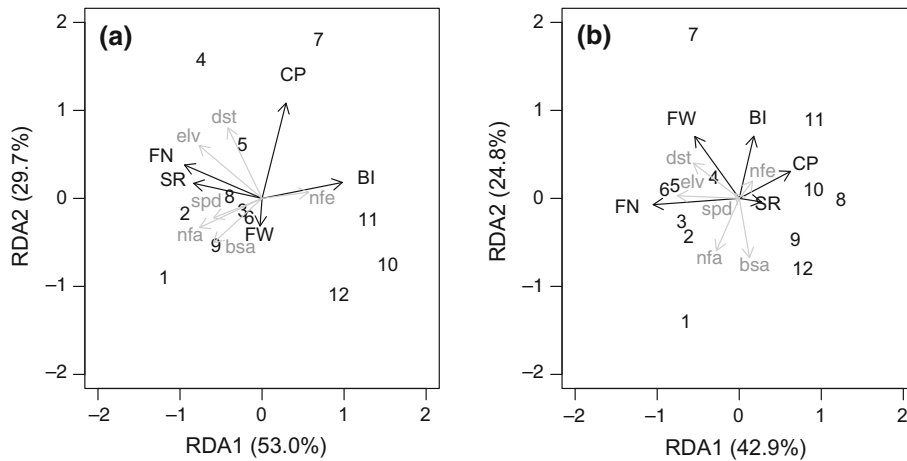 (a)
2
1
0
−1
−2
RDA2 (29.7%)
4
7
CP
dst
elv
5
FN
SR
BI
nfe
8
spd
2
3
6
11
nfa
FW
9
bsa
1
10
12
−2
−1
0
1
2
RDA1 (53.0%)
(b)
2
1
0
−1
−2
RDA2 (24.8%)
7
FW
BI
11
dst
CP
nfe
4
65
elv
10
8
FN
SR
spd
3
2
9
nfa
bsa
12
1
−2
−1
0
1
2
RDA1 (42.9%)